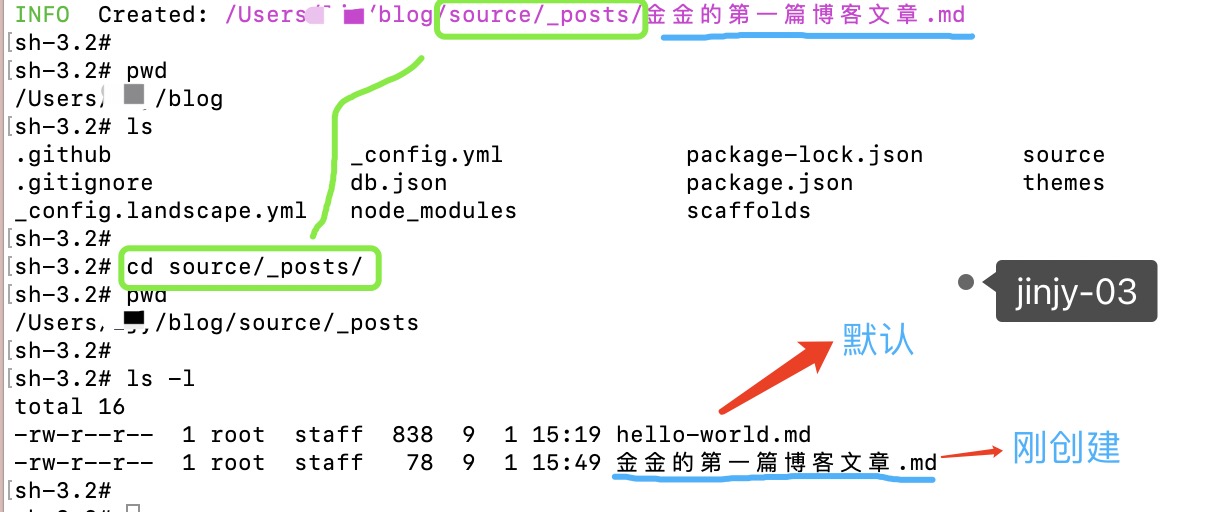 INFO Created: /Users /blog/source/_posts/金金的第一篇博客文章.md
[sh-3.2#
[sh-3.2# pwd
/Users/ /blog
[sh-3.2# ls
.github _config.yml package-lock.json source
.gitignore db.json package.json themes
_config.landscape.yml node_modules scaffolds
[sh-3.2#
[sh-3.2# cd source/_posts/
[sh-3.2# pwd
jinjy-03
/Users/ /blog/source/_posts
默认
[sh-3.2#
[sh-3.2# ls -l
total 16
-rw-r--r-- 1 root staff 838 9 1 15:19 hello-world.md
-rw-r--r-- 1 root staff 78 9 1 15:49 金金的第一篇博客文章.md
刚创建
[sh-3.2#